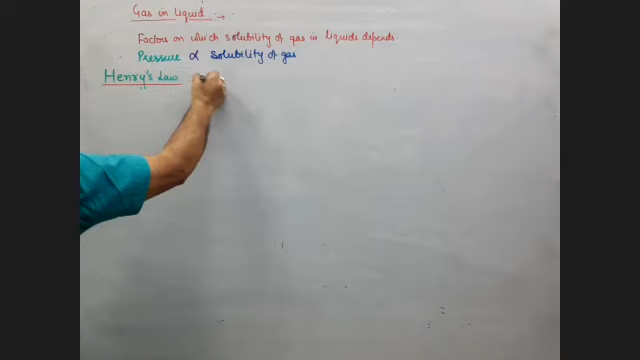 Gas in liquid :→
Factors on which solubility of gas in liquids depends.
Pressure ∝ Solubility of gas
Henry's Law